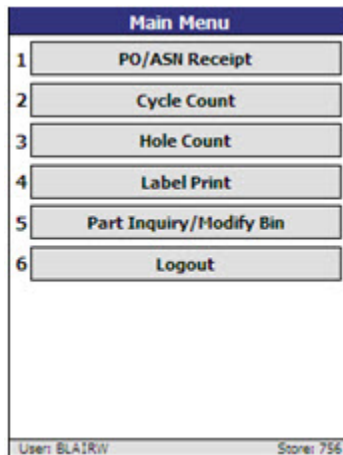 Main Menu
1 PO/ASN Receipt
2 Cycle Count
3 Hole Count
4 Label Print
5 Part Inquiry/Modify Bin
6 Logout
User: BLAIRW Store: 756